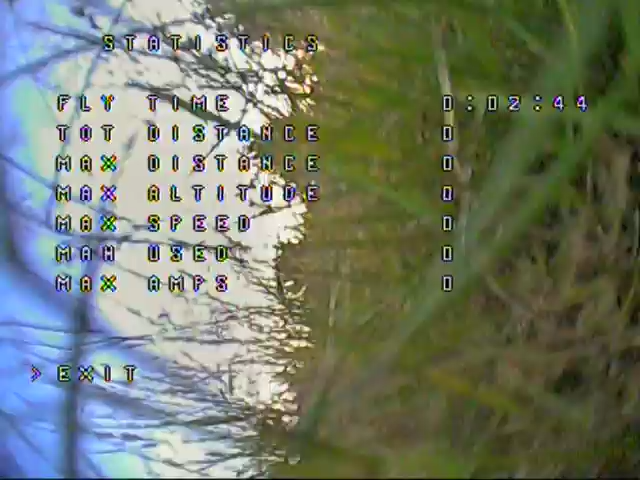 STATISTICS
FLY TIME 0:02:44
TOT DISTANCE 0
MAX DISTANCE 0
MAX ALTITUDE 0
MAX SPEED 0
MAH USED 0
MAX AMPS 0
> EXIT